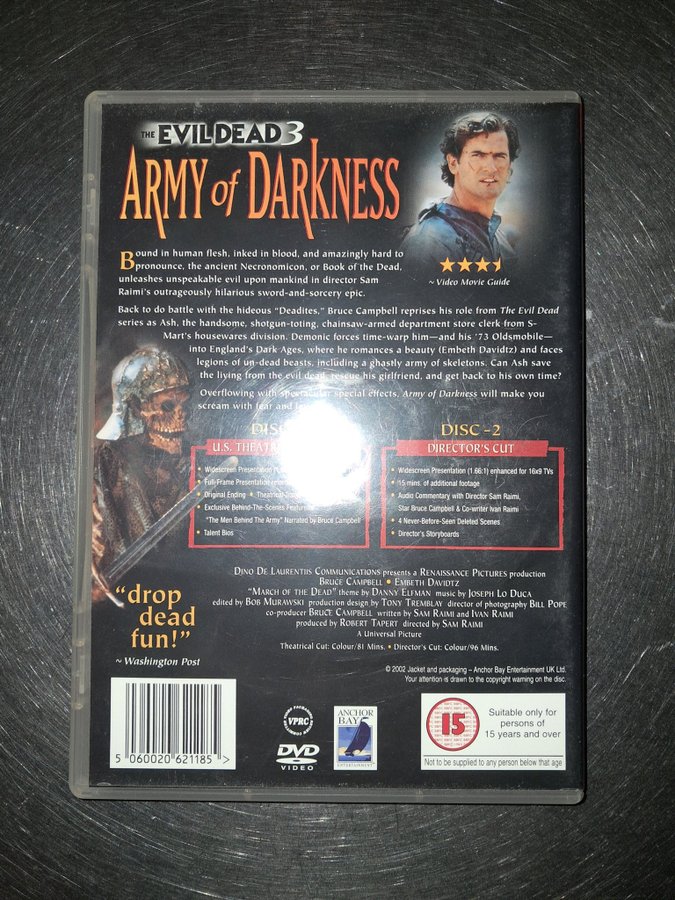 THE EVIL DEAD 3
ARMY of DARKNESS
Bound in human flesh, inked in blood, and amazingly hard to
pronounce, the ancient Necronomicon, or Book of the Dead,
unleashes unspeakable evil upon mankind in director Sam
Raimi's outrageously hilarious sword-and-sorcery epic.
~ Video Movie Guide
Back to do battle with the hideous "Deadites," Bruce Campbell reprises his role from The Evil Dead
series as Ash, the handsome, shotgun-toting, chainsaw-armed department store clerk from S-
Mart's housewares division. Demonic forces time-warp him—and his '73 Oldsmobile—
into England's Dark Ages, where he romances a beauty (Embeth Davidtz) and faces
legions of un-dead beasts, including a ghastly army of skeletons. Can Ash save
the living from the evil dead, rescue his girlfriend, and get back to his own time?
Overflowing with spectacular special effects, Army of Darkness will make you
scream with fear and
U.S.
• Widescreen Presentation
• Full-Frame Presentation
• Original Ending •
• Exclusive Behind-The-Scenes
"The Men Behind The Army" Narrated by Bruce Campbell
• Talent Bios
DISC -2
DIRECTOR'S CUT
• Widescreen Presentation (1.66:1) enhanced for 16x9 TVs
• 15 mins. of additional footage
• Audio Commentary with Director Sam Raimi,
Star Bruce Campbell & Co-writer Ivan Raimi
• 4 Never-Before-Seen Deleted Scenes
• Director's Storyboards
"drop
dead
fun!"
~ Washington Post
DINO DE LAURENTIIS COMMUNICATIONS presents a RENAISSANCE PICTURES production
BRUCE CAMPBELL • EMBETH DAVIDTZ
"MARCH OF THE DEAD" theme by DANNY ELFMAN music by JOSEPH LO DUCA
edited by BOB MURAWSKI production design by TONY TREMBLAY director of photography BILL POPE
co-producer BRUCE CAMPBELL written by SAM RAIMI and IVAN RAIMI
produced by ROBERT TAPERT directed by SAM RAIMI
A Universal Picture
Theatrical Cut: Colour/81 Mins. • Director's Cut: Colour/96 Mins.
© 2002 Jacket and packaging – Anchor Bay Entertainment UK Ltd.
Your attention is drawn to the copyright warning on the disc.
5 060020 621185 >
VPRC
DVD
VIDEO
ANCHOR
BAY
ENTERTAINMENT
15
Suitable only for
persons of
15 years and over
Not to be supplied to any person below that age